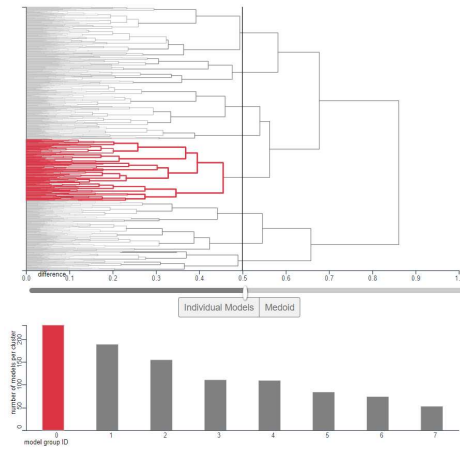 difference
0.0 0.1 0.2 0.3 0.4 0.5 0.6 0.7 0.8 0.9 1.0
Individual Models Medoid
number of models per cluster
200
150
100
50
0
0 1 2 3 4 5 6 7
model group ID